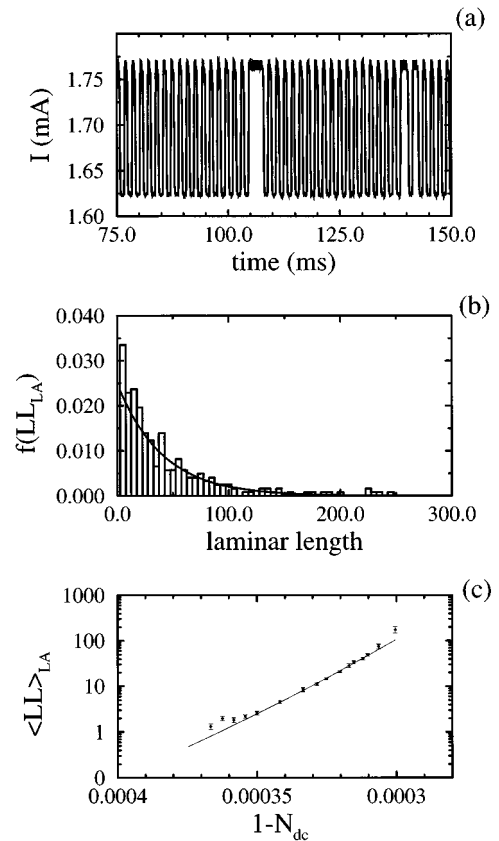 (a)
I (mA)
1.75
1.70
1.65
1.60
75.0 100.0 125.0 150.0
time (ms)
(b)
f(LL_LA)
0.040
0.030
0.020
0.010
0.000
0.0 100.0 200.0 300.0
laminar length
(c)
<LL>_LA
1000
100
10
1
0
0.0004 0.00035 0.0003
1-N_dc